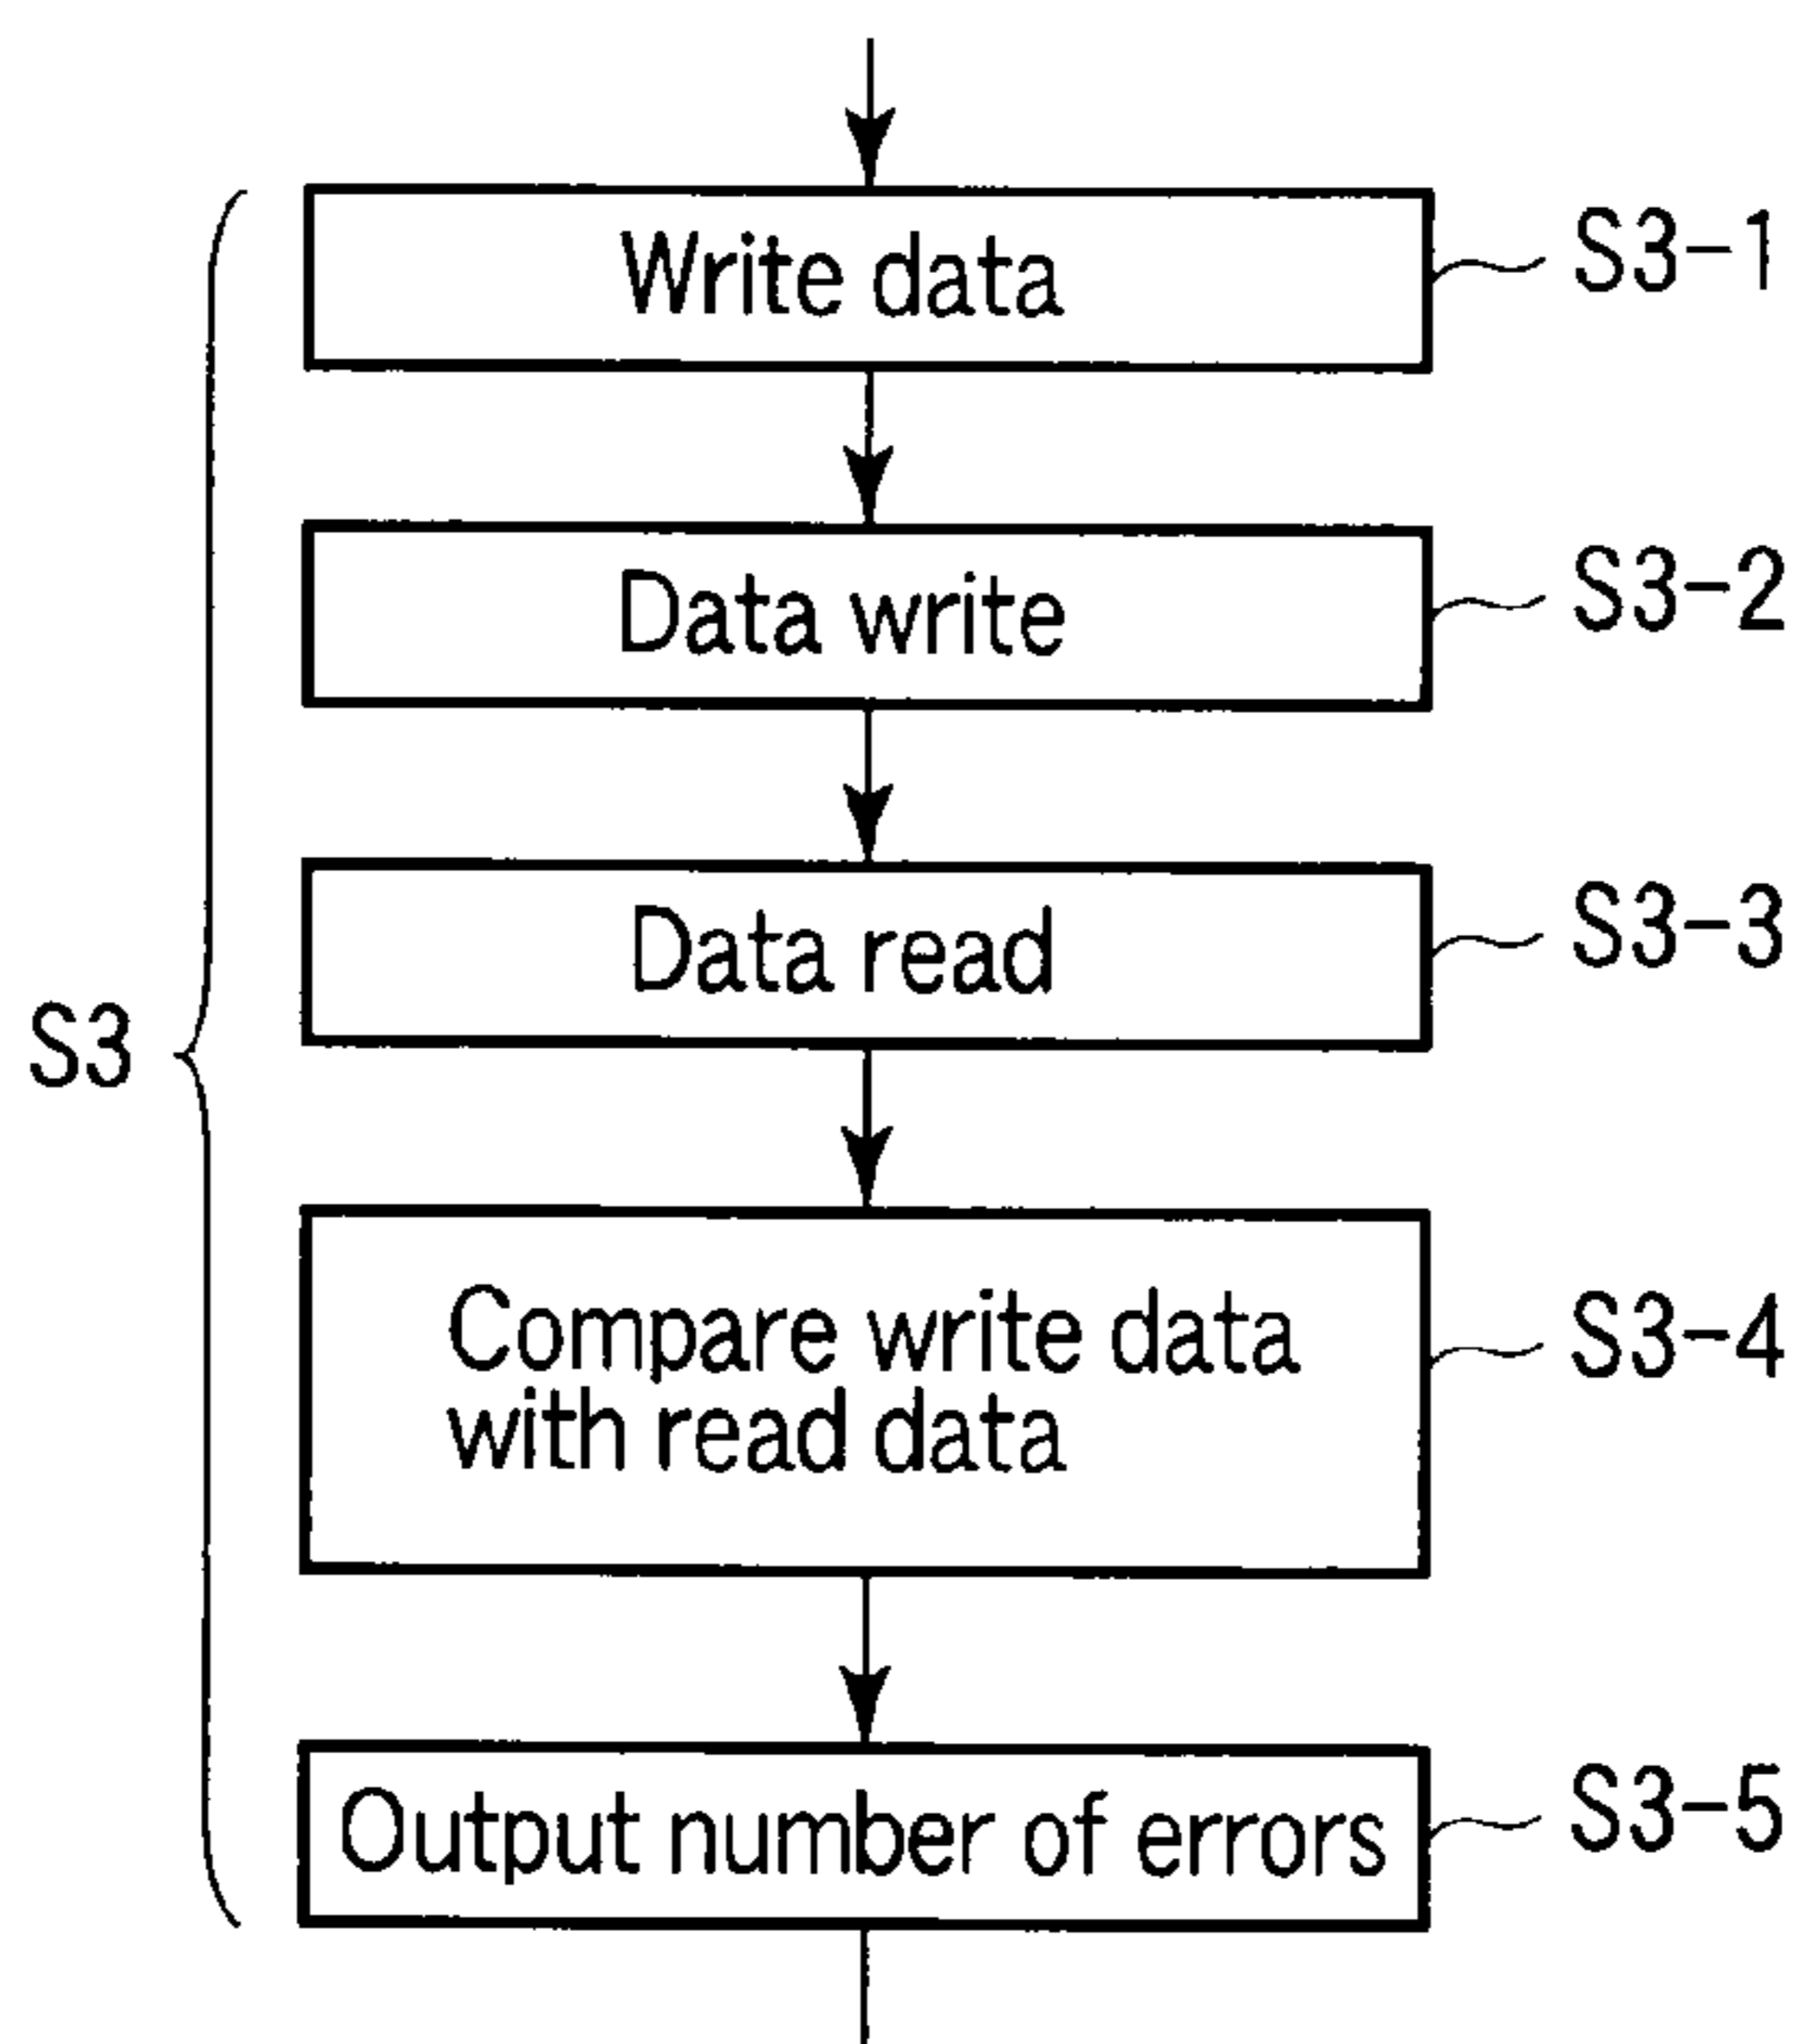 Write data
S3-1
Data write
S3-2
Data read
S3-3
S3
Compare write data
with read data
S3-4
Output number of errors
S3-5